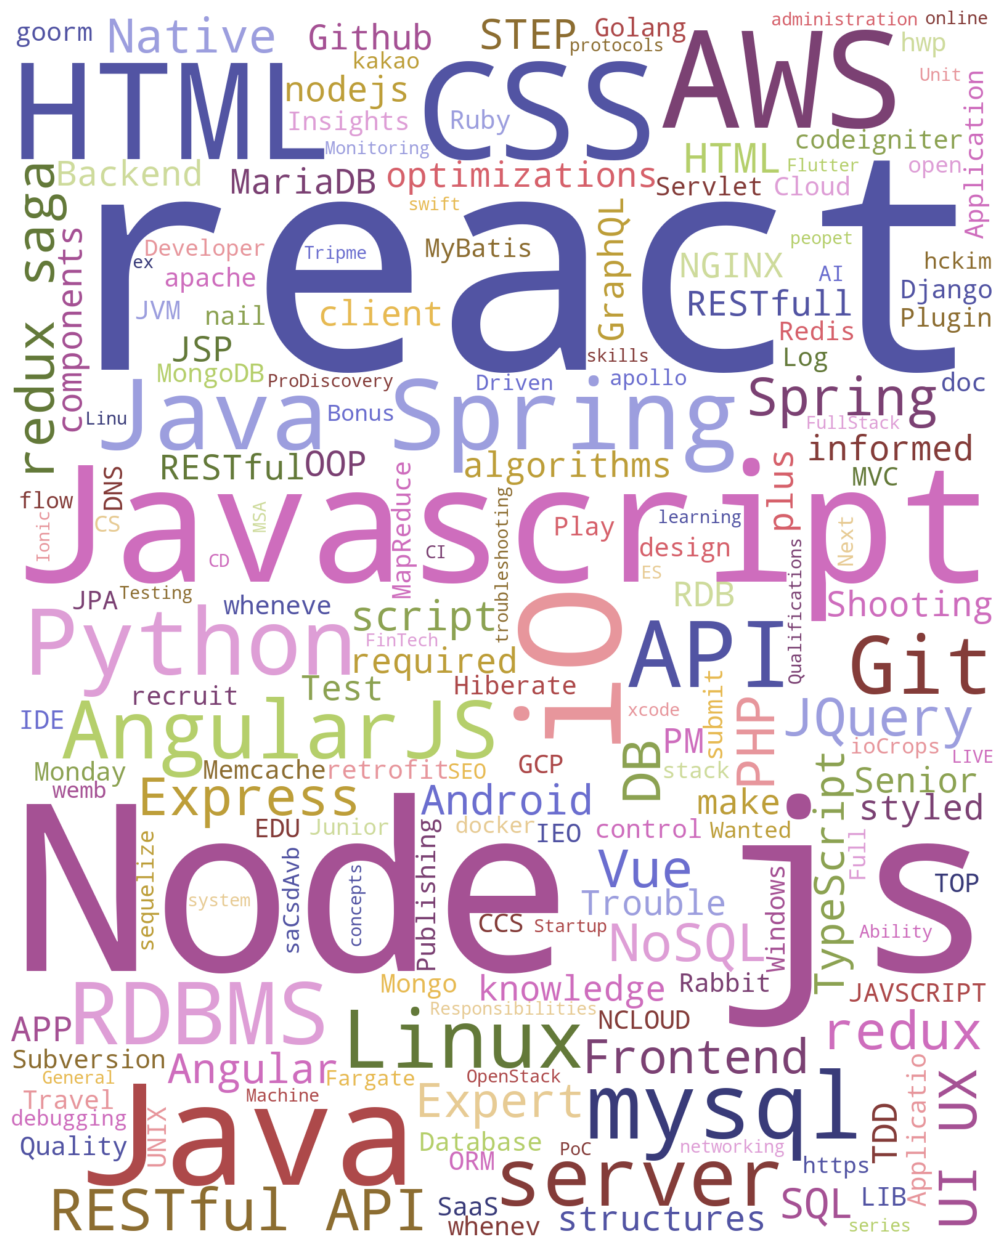 goorm
Native
Github
kakao
STEP
protocols
Golang
administration
online
hwp
Unit
HTML
CSS
AWS
nodejs
Insights
Monitoring
Ruby
codeigniter
Application
redux saga
Backend
MariaDB
optimizations
Servlet
HTML
Flutter
Cloud
open
react
swift
components
Developer
ex
Tripme
MyBatis
GraphQL
peopet
apache
NGINX
AI
hckim
JVM
nail
client
RESTfull
Django
Plugin
Redis
JSP
skills
Log
MongoDB
ProDiscovery
Driven
apollo
Spring
doc
Linu
Java Spring
Bonus
FullStack
RESTful
OOP
algorithms
informed
plus
MVC
flow
DNS
Javascript
MapReduce
troubleshooting
Ionic
CS
MSA
CD
CI
Play
learning
design
ES
Next
Qualifications
JPA
Testing
wheneve
script
iO
RDB
Shooting
Python
FinTech
required
API
Git
recruit
Test
Hiberate
IDE
AngularJS
xcode
submit
PHP
JQuery
PM
DB
ioCrops
LIVE
Monday
Memcache
retrofit
SEO
GCP
stack
TypeScript
Senior
wemb
Express
Android
make
styled
Node js
EDU
Junior
docker
IEO
control
Wanted
Full
sequelize
saCsdAvb
concepts
Publishing
Vue
TOP
system
Trouble
Windows
CCS
Startup
Ability
NoSQL
Mongo
knowledge
Rabbit
JAVSCRIPT
RDBMS
Responsibilities
NCLOUD
APP
Linux
redux
Subversion
Angular
Frontend
General
Fargate
OpenStack
Applicatio
UI UX
Travel
Java
Machine
Expert
mysql
debugging
UNIX
TDD
Quality
Database
PoC
networking
ORM
server
https
RESTful API
SaaS
SQL
LIB
whenev
structures
series